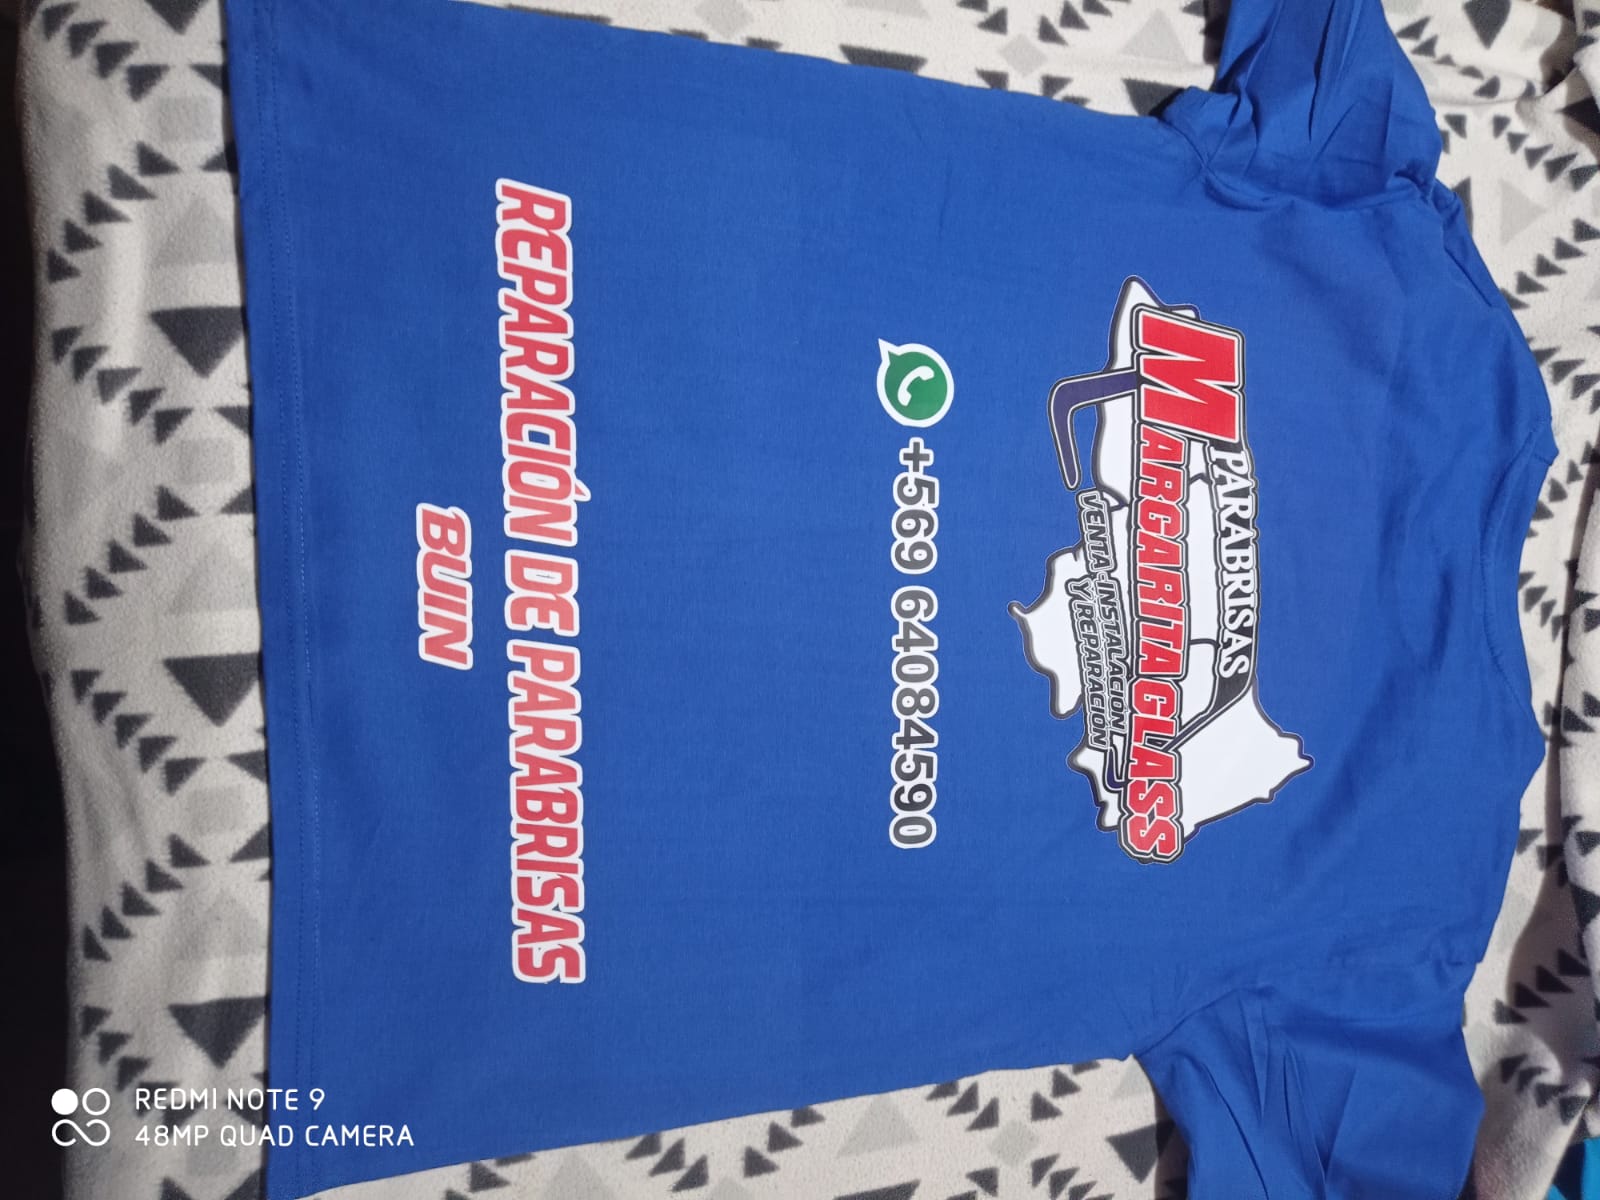 PARABRISAS
MARGARITA GLASS
VENTA-INSTALACIÓN
Y REPARACIÓN
+569 64084590
REPARACIÓN DE PARABRISAS
BUIN
REDMI NOTE 9
48MP QUAD CAMERA